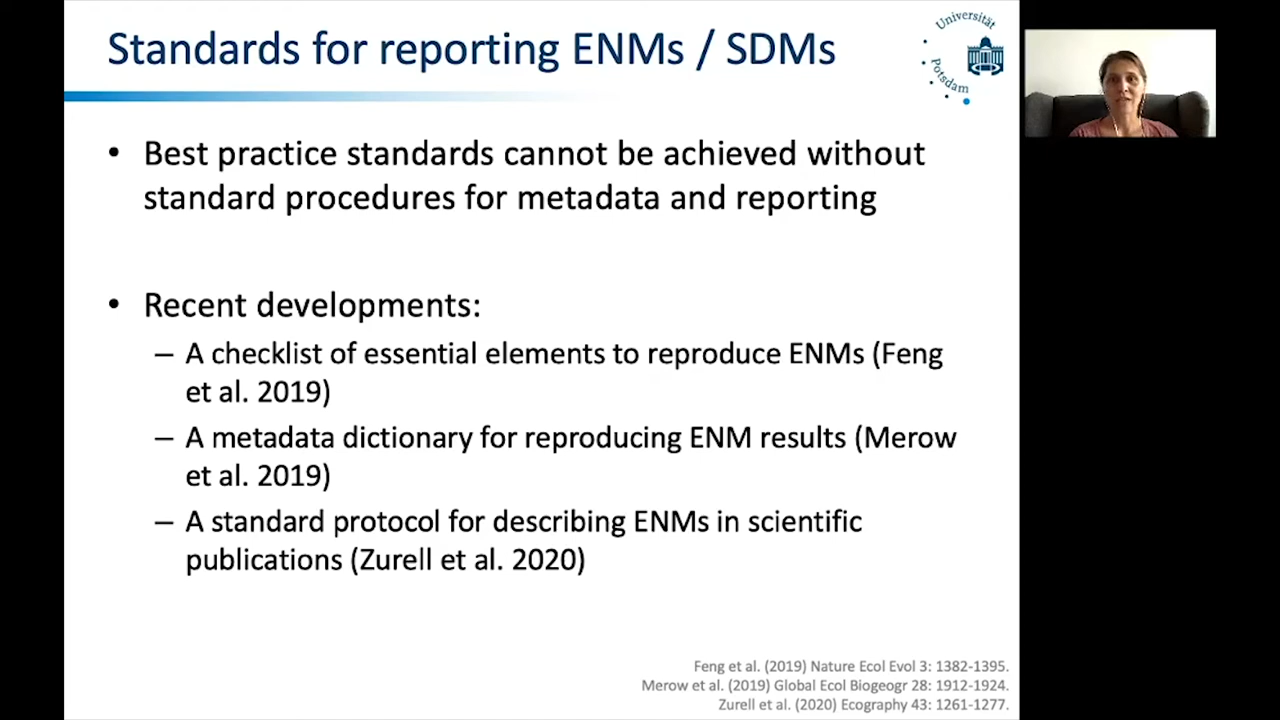 Standards for reporting ENMs / SDMs
Universität
Potsdam
• Best practice standards cannot be achieved without
standard procedures for metadata and reporting
• Recent developments:
– A checklist of essential elements to reproduce ENMs (Feng
et al. 2019)
– A metadata dictionary for reproducing ENM results (Merow
et al. 2019)
– A standard protocol for describing ENMs in scientific
publications (Zurell et al. 2020)
Feng et al. (2019) Nature Ecol Evol 3: 1382-1395.
Merow et al. (2019) Global Ecol Biogeogr 28: 1912-1924.
Zurell et al. (2020) Ecography 43: 1261-1277.